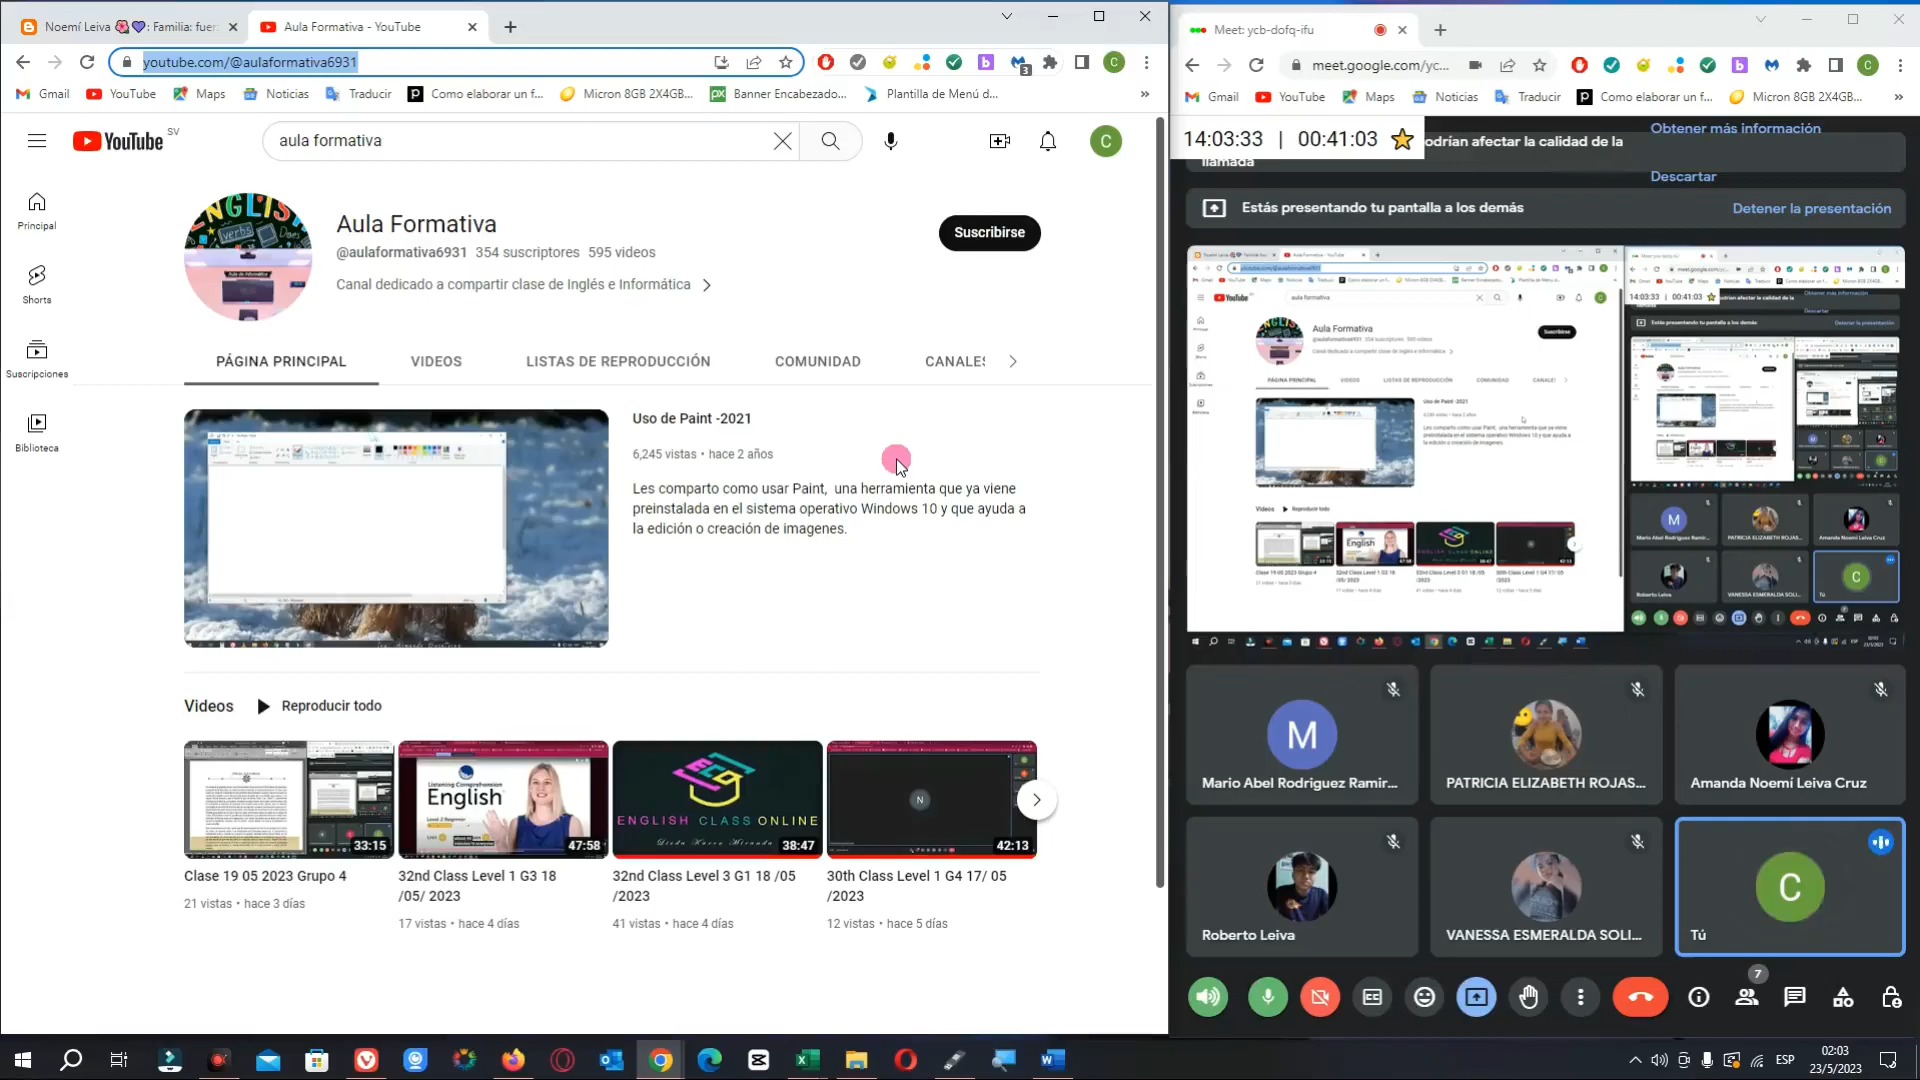 Noemí Leiva 🌺💜: Familia: fuer
Aula Formativa - YouTube
youtube.com/@aulaformativa6931
3
C
Gmail
YouTube
Maps
Noticias
Traducir
Como elaborar un f...
Micron 8GB 2X4GB...
Banner Encabezado...
Plantilla de Menú d...
YouTube
SV
aula formativa
C
Principal
Shorts
Suscripciones
Biblioteca
Aula Formativa
@aulaformativa6931 354 suscriptores 595 videos
Canal dedicado a compartir clase de Inglés e Informática
Suscribirse
PÁGINA PRINCIPAL
VIDEOS
LISTAS DE REPRODUCCIÓN
COMUNIDAD
CANALES
Uso de Paint -2021
6,245 vistas • hace 2 años
Les comparto como usar Paint, una herramienta que ya viene
preinstalada en el sistema operativo Windows 10 y que ayuda a
la edición o creación de imagenes.
Videos
Reproducir todo
33:15
Listening Comprehension
English
47:58
ENGLISH CLASS ONLINE
38:47
N
42:13
Clase 19 05 2023 Grupo 4
21 vistas • hace 3 días
32nd Class Level 1 G3 18
/05/ 2023
17 vistas • hace 4 días
32nd Class Level 3 G1 18 /05
/2023
41 vistas • hace 4 días
30th Class Level 1 G4 17/ 05
/2023
12 vistas • hace 5 días
Meet: ycb-dofq-ifu
meet.google.com/yc...
C
Gmail
YouTube
Maps
Noticias
Traducir
Como elaborar un f...
Micron 8GB 2X4GB...
14:03:33 | 00:41:03
odrían afectar la calidad de la
llamada
Obtener más información
Descartar
Estás presentando tu pantalla a los demás
Detener la presentación
M
Mario Abel Rodriguez Ramir...
PATRICIA ELIZABETH ROJAS...
Amanda Noemí Leiva Cruz
Roberto Leiva
VANESSA ESMERALDA SOLI...
C
Tú
7
ESP
02:03
23/5/2023